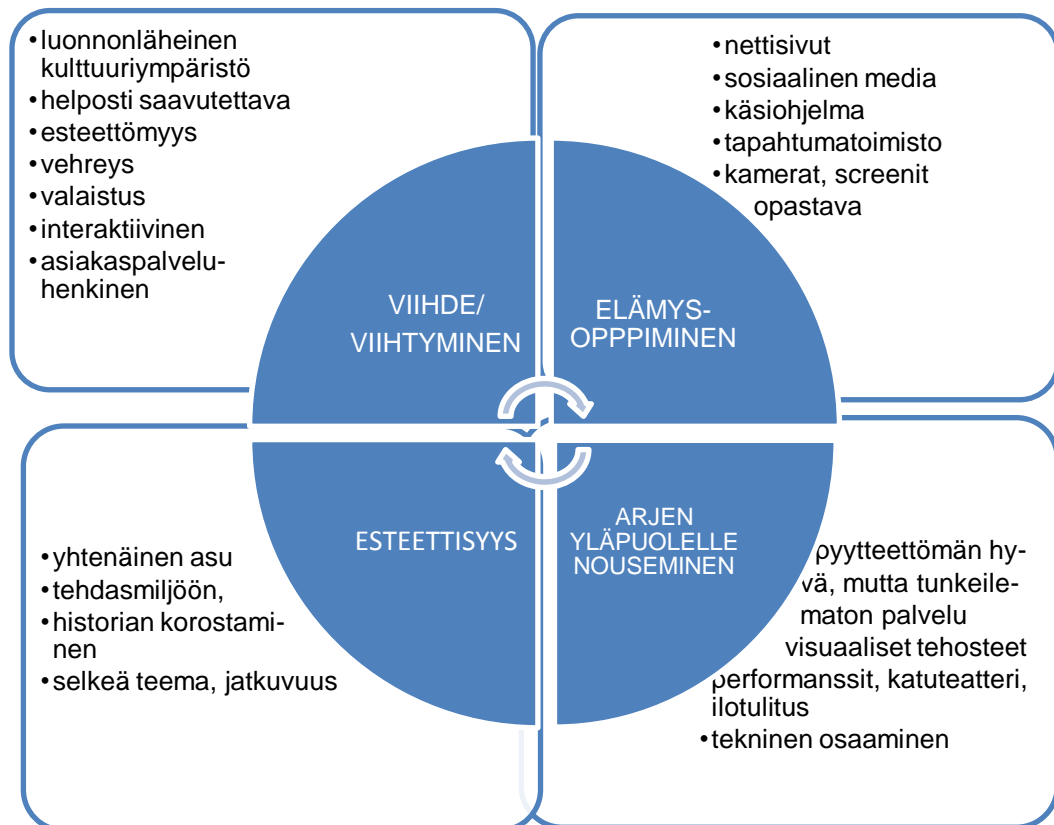 •luonnonläheinen
kulttuuriympäristö
•helposti saavutettava
•esteettömyys
•vehreys
•valaistus
•interaktiivinen
•asiakaspalvelu-
henkinen
•nettisivut
•sosiaalinen media
•käsiohjelma
•tapahtumatoimisto
•kamerat, screenit
opastava
VIIHDE/
VIIHTYMINEN
ELÄMYS-
OPPPIMINEN
ESTEETTISYYS
ARJEN
YLÄPUOLELLE
NOUSEMINEN
•yhtenäinen asu
•tehdasmiljöön,
•historian korostami-
nen
•selkeä teema, jatkuvuus
pyytteettömän hy-
vä, mutta tunkeile-
maton palvelu
visuaaliset tehosteet
performanssit, katuteatteri,
ilotulitus
•tekninen osaaminen